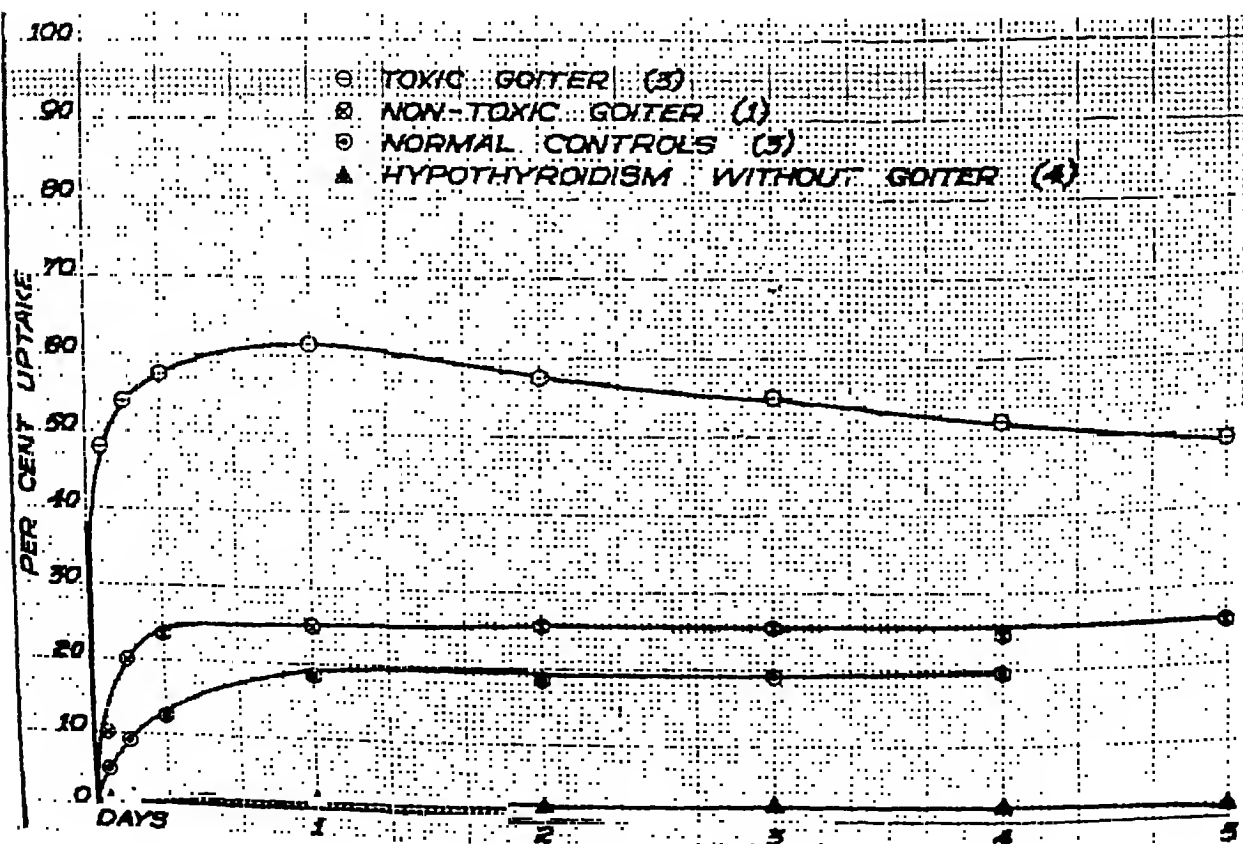 100
90
80
70
60
50
40
30
20
10
0
PER CENT UPTAKE
⊖ TOXIC GOITER (3)
⊗ NON-TOXIC GOITER (1)
⊙ NORMAL CONTROLS (3)
▲ HYPOTHYROIDISM WITHOUT GOITER (4)
DAYS 1 2 3 4 5